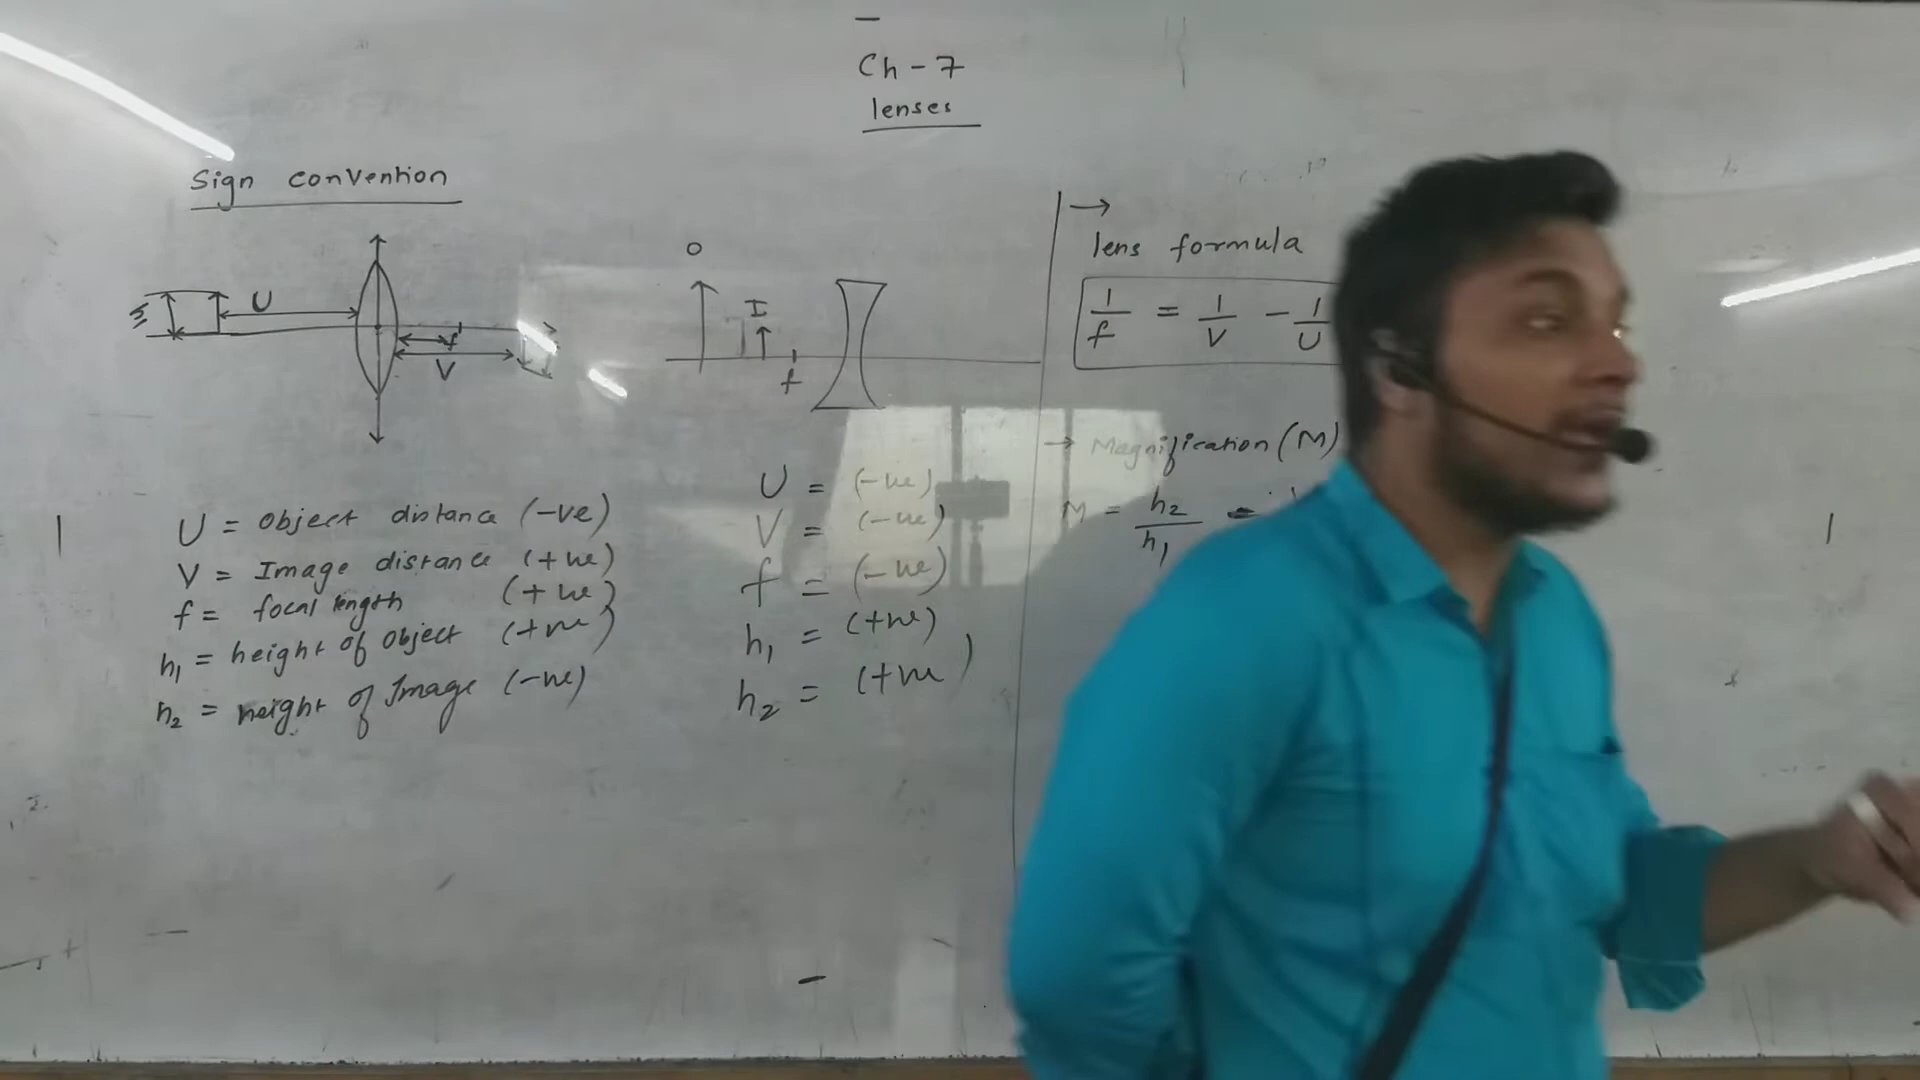 Ch - 7
lenses
Sign convention
U
f
V
O
I
f
U = object distance (-ve)
V = Image distance (+ve)
f = focal length (+ve)
h₁ = height of object (+ve)
h₂ = height of Image (-ve)
U = (-ve)
V = (-ve)
f = (-ve)
h₁ = (+ve)
h₂ = (+ve)
→
lens formula
1/f = 1/V - 1/U
→ Magnification (M)
M = h₂/h₁ =